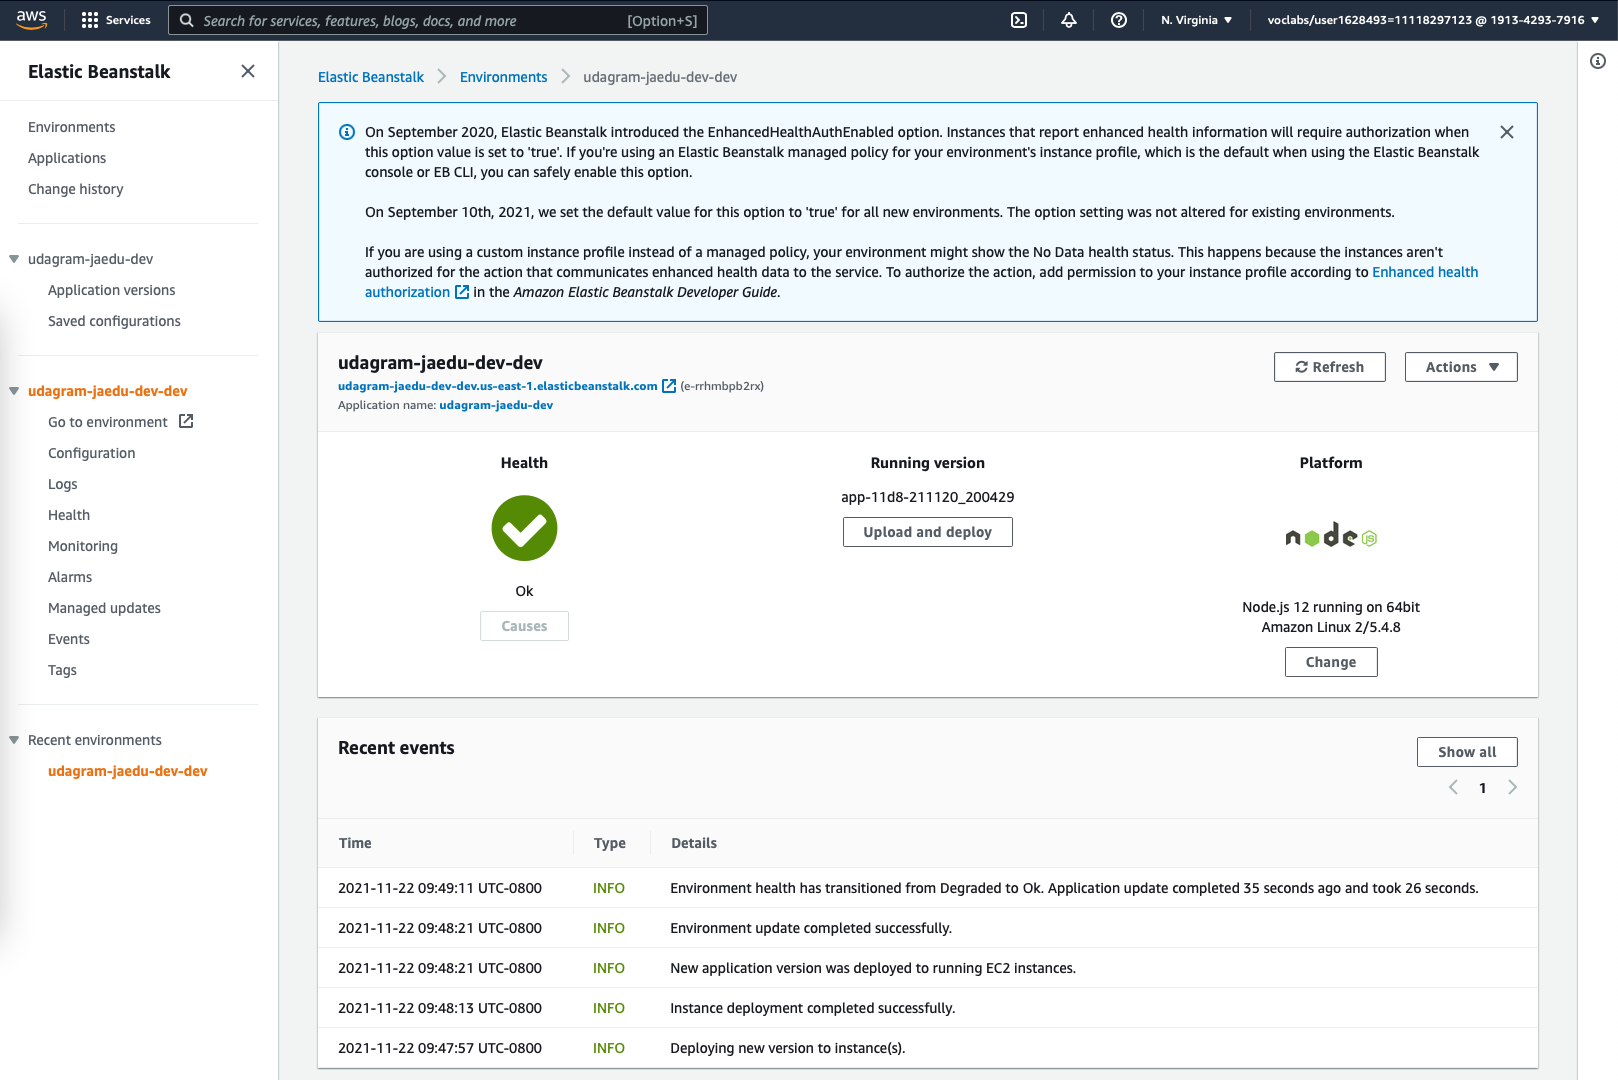 aws
Services
Search for services, features, blogs, docs, and more
[Option+S]
N. Virginia ▼
voclabs/user1628493=11118297123 @ 1913-4293-7916 ▼
Elastic Beanstalk
Environments
Applications
Change history
udagram-jaedu-dev
Application versions
Saved configurations
udagram-jaedu-dev-dev
Go to environment
Configuration
Logs
Health
Monitoring
Alarms
Managed updates
Events
Tags
Recent environments
udagram-jaedu-dev-dev
Elastic Beanstalk > Environments > udagram-jaedu-dev-dev
On September 2020, Elastic Beanstalk introduced the EnhancedHealthAuthEnabled option. Instances that report enhanced health information will require authorization when
this option value is set to 'true'. If you're using an Elastic Beanstalk managed policy for your environment's instance profile, which is the default when using the Elastic Beanstalk
console or EB CLI, you can safely enable this option.
On September 10th, 2021, we set the default value for this option to 'true' for all new environments. The option setting was not altered for existing environments.
If you are using a custom instance profile instead of a managed policy, your environment might show the No Data health status. This happens because the instances aren't
authorized for the action that communicates enhanced health data to the service. To authorize the action, add permission to your instance profile according to Enhanced health
authorization in the Amazon Elastic Beanstalk Developer Guide.
udagram-jaedu-dev-dev
udagram-jaedu-dev-dev.us-east-1.elasticbeanstalk.com (e-rrhmbpb2rx)
Application name: udagram-jaedu-dev
Refresh
Actions ▼
Health
Ok
Causes
Running version
app-11d8-211120_200429
Upload and deploy
Platform
node JS
Node.js 12 running on 64bit
Amazon Linux 2/5.4.8
Change
Recent events
Show all
< 1 >
Time Type Details
2021-11-22 09:49:11 UTC-0800 INFO Environment health has transitioned from Degraded to Ok. Application update completed 35 seconds ago and took 26 seconds.
2021-11-22 09:48:21 UTC-0800 INFO Environment update completed successfully.
2021-11-22 09:48:21 UTC-0800 INFO New application version was deployed to running EC2 instances.
2021-11-22 09:48:13 UTC-0800 INFO Instance deployment completed successfully.
2021-11-22 09:47:57 UTC-0800 INFO Deploying new version to instance(s).